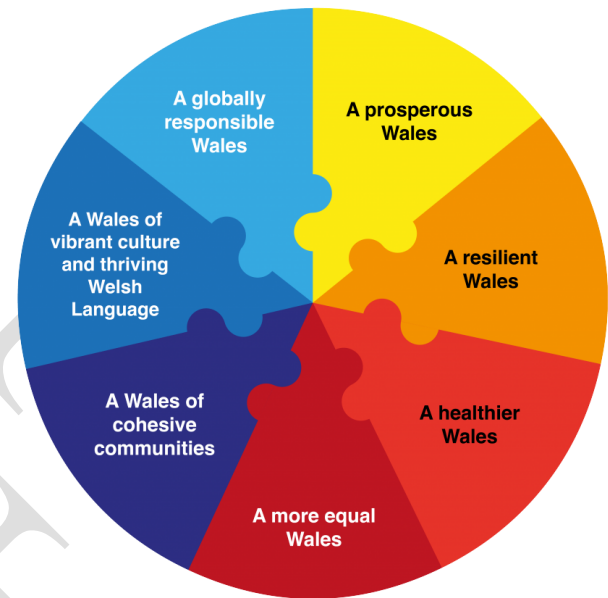 A prosperous
Wales
A resilient
Wales
A healthier
Wales
A more equal
Wales
A Wales of
cohesive
communities
A Wales of
vibrant culture
and thriving
Welsh
Language
A globally
responsible
Wales